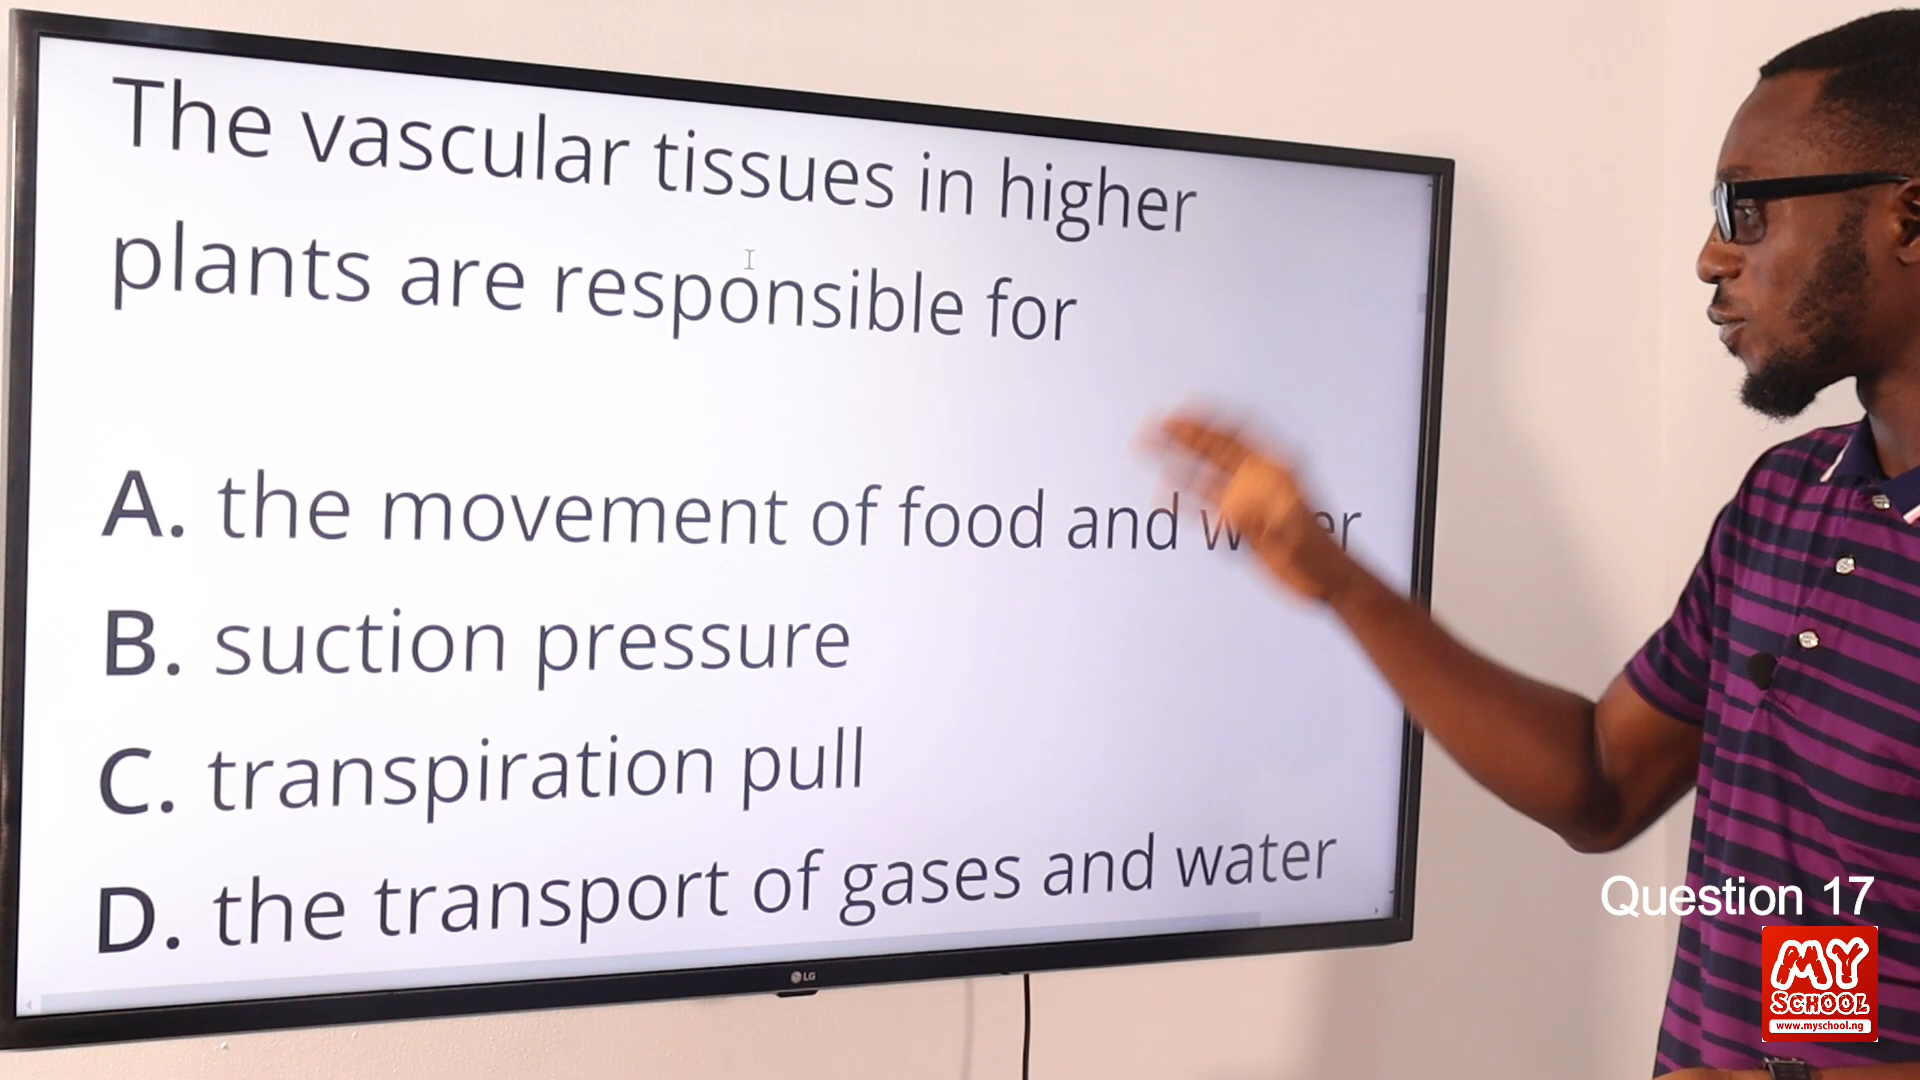 The vascular tissues in higher
plants are responsible for
A. the movement of food and water
B. suction pressure
C. transpiration pull
D. the transport of gases and water
LG
Question 17
MY
SCHOOL
www.myschool.ng